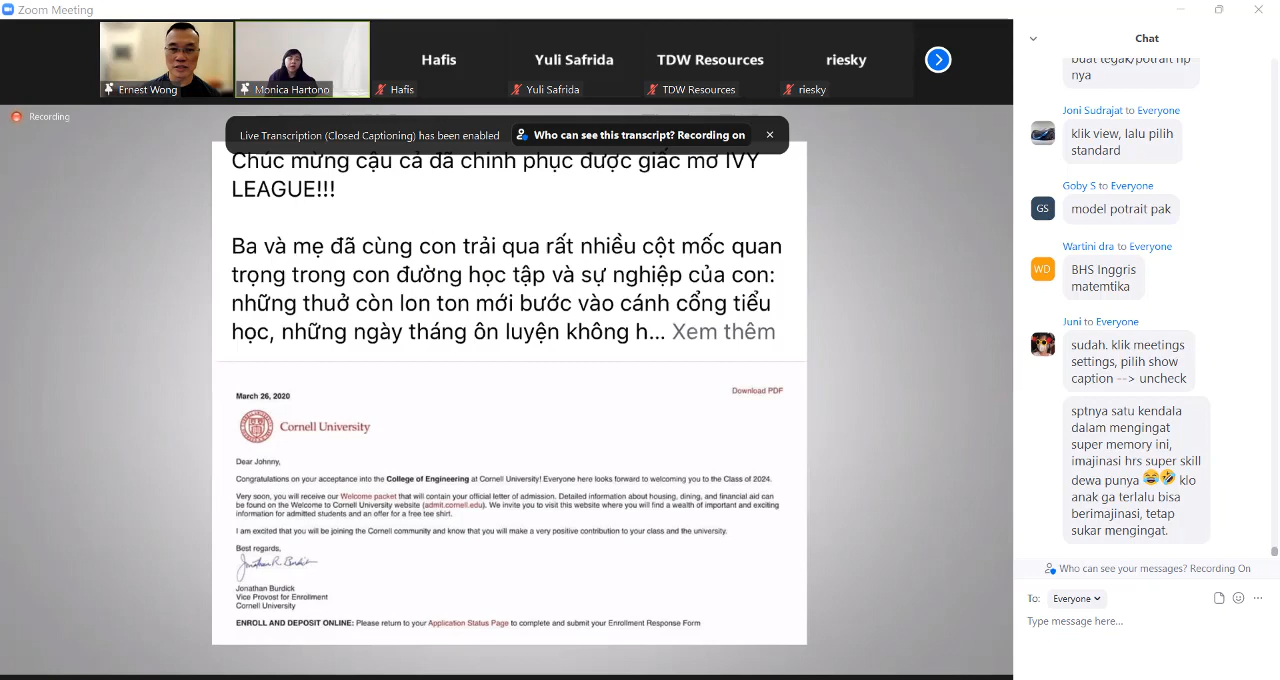 Zoom Meeting
Ernest Wong
Monica Hartono
Hafis
Hafis
Yuli Safrida
Yuli Safrida
TDW Resources
TDW Resources
riesky
riesky
Recording
Live Transcription (Closed Captioning) has been enabled
Who can see this transcript? Recording on
Chúc mừng cậu cả đã chinh phục được giấc mơ IVY
LEAGUE!!!
Ba và mẹ đã cùng con trải qua rất nhiều cột mốc quan
trọng trong con đường học tập và sự nghiệp của con:
những thuở còn lon ton mới bước vào cánh cổng tiểu
học, những ngày tháng ôn luyện không h... Xem thêm
March 26, 2020
Download PDF
Cornell University
Dear Johnny,
Congratulations on your acceptance into the College of Engineering at Cornell University! Everyone here looks forward to welcoming you to the Class of 2024.
Very soon, you will receive our Welcome packet that will contain your official letter of admission. Detailed information about housing, dining, and financial aid can
be found on the Welcome to Cornell University website (admit.cornell.edu). We invite you to visit this website where you will find a wealth of important and exciting
information for admitted students and an offer for a free tee shirt.
I am excited that you will be joining the Cornell community and know that you will make a very positive contribution to your class and the university.
Best regards,
Jonathan R. Burdick
Jonathan Burdick
Vice Provost for Enrollment
Cornell University
ENROLL AND DEPOSIT ONLINE: Please return to your Application Status Page to complete and submit your Enrollment Response Form
Chat
buat tegak/potrait hp
nya
Joni Sudrajat to Everyone
klik view, lalu pilih
standard
Goby S to Everyone
GS
model potrait pak
Wartini dra to Everyone
WD
BHS Inggris
matemtika
Juni to Everyone
sudah. klik meetings
settings, pilih show
caption --> uncheck
sptnya satu kendala
dalam mengingat
super memory ini,
imajinasi hrs super skill
dewa punya 😂🤣 klo
anak ga terlalu bisa
berimajinasi, tetap
sukar mengingat.
Who can see your messages? Recording On
To: Everyone
Type message here...